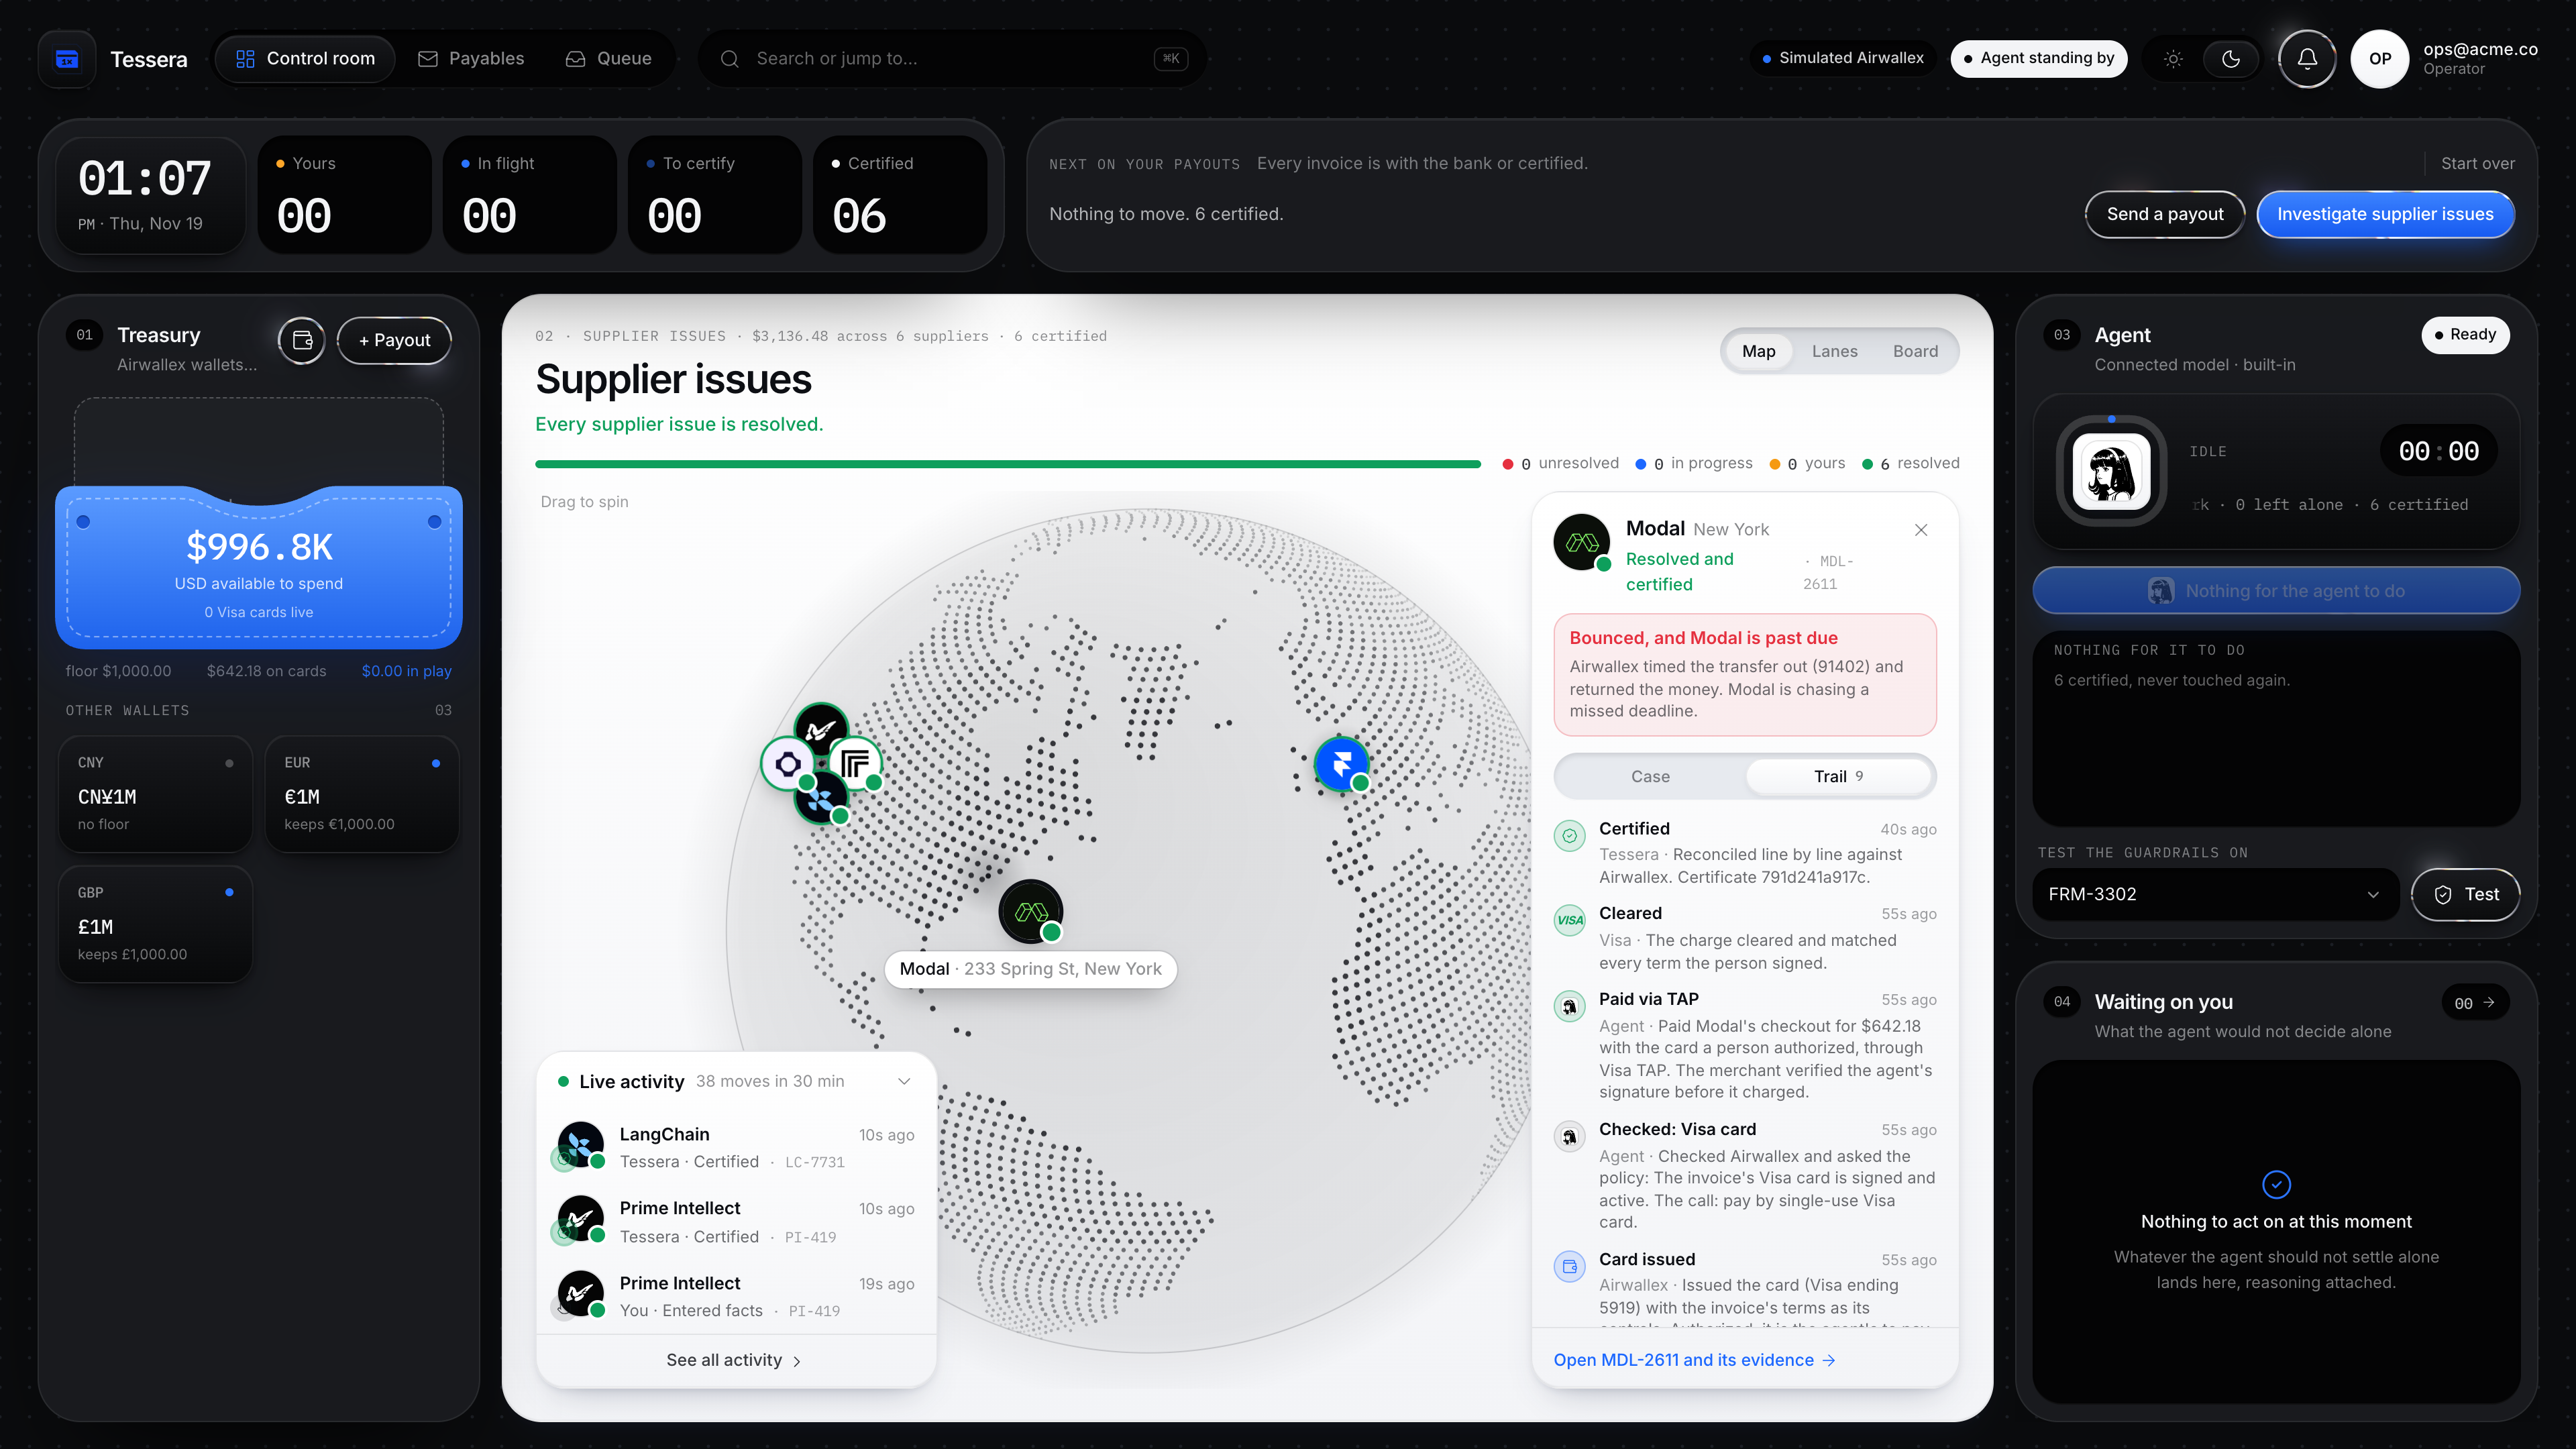 Tessera
Control room
Payables
Queue
Search or jump to...
⌘K
Simulated Airwallex
Agent standing by
OP
ops@acme.co
Operator
01:07
PM · Thu, Nov 19
Yours
00
In flight
00
To certify
00
Certified
06
NEXT ON YOUR PAYOUTS Every invoice is with the bank or certified.
Start over
Nothing to move. 6 certified.
Send a payout
Investigate supplier issues
01
Treasury
Airwallex wallets...
+ Payout
$996.8K
USD available to spend
0 Visa cards live
floor $1,000.00
$642.18 on cards
$0.00 in play
OTHER WALLETS
03
CNY
CN¥1M
no floor
EUR
€1M
keeps €1,000.00
GBP
£1M
keeps £1,000.00
02 · SUPPLIER ISSUES · $3,136.48 across 6 suppliers · 6 certified
Supplier issues
Every supplier issue is resolved.
Map
Lanes
Board
0 unresolved
0 in progress
0 yours
6 resolved
Drag to spin
Modal · 233 Spring St, New York
Live activity 38 moves in 30 min
LangChain
10s ago
Tessera · Certified · LC-7731
Prime Intellect
10s ago
Tessera · Certified · PI-419
Prime Intellect
19s ago
You · Entered facts · PI-419
See all activity
Modal New York
Resolved and
certified
· MDL-
2611
Bounced, and Modal is past due
Airwallex timed the transfer out (91402) and
returned the money. Modal is chasing a
missed deadline.
Case
Trail 9
Certified
40s ago
Tessera · Reconciled line by line against
Airwallex. Certificate 791d241a917c.
VISA
Cleared
55s ago
Visa · The charge cleared and matched
every term the person signed.
Paid via TAP
55s ago
Agent · Paid Modal's checkout for $642.18
with the card a person authorized, through
Visa TAP. The merchant verified the agent's
signature before it charged.
Checked: Visa card
55s ago
Agent · Checked Airwallex and asked the
policy: The invoice's Visa card is signed and
active. The call: pay by single-use Visa
card.
Card issued
55s ago
Airwallex · Issued the card (Visa ending
5919) with the invoice's terms as its
Open MDL-2611 and its evidence →
03
Agent
Connected model · built-in
Ready
IDLE
00:00
rk · 0 left alone · 6 certified
Nothing for the agent to do
NOTHING FOR IT TO DO
6 certified, never touched again.
TEST THE GUARDRAILS ON
FRM-3302
Test
04
Waiting on you
What the agent would not decide alone
00 →
Nothing to act on at this moment
Whatever the agent should not settle alone
lands here, reasoning attached.